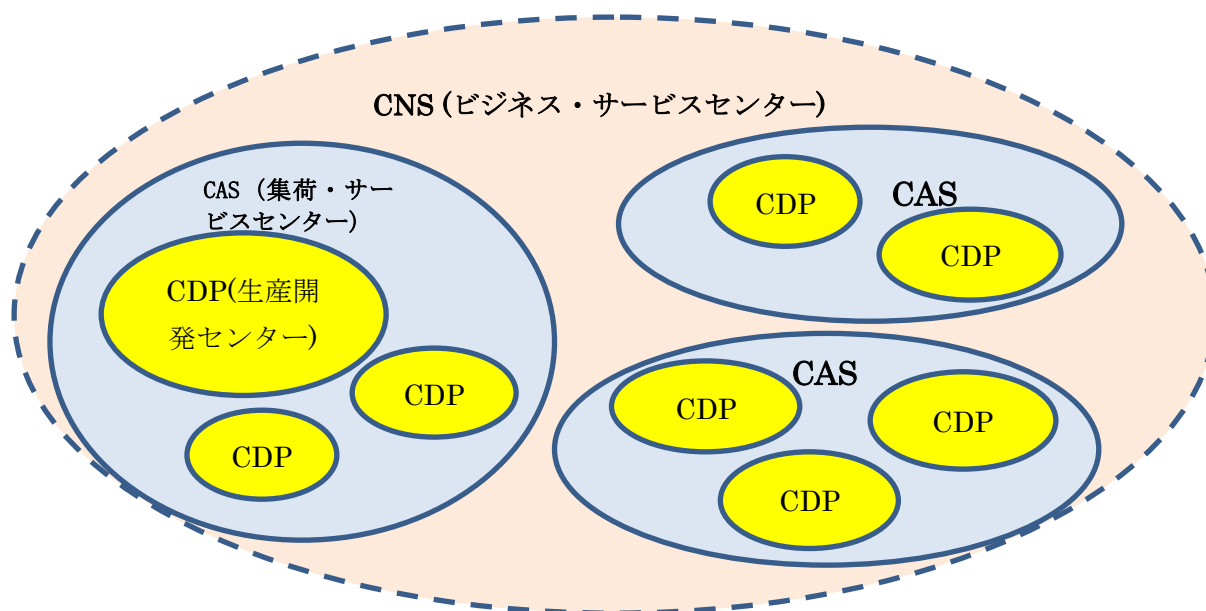 CNS (ビジネス・サービスセンター)
CAS（集荷・サー
ビスセンター）
CDP(生産開
発センター)
CDP
CDP
CAS
CDP
CDP
CAS
CDP
CDP
CDP